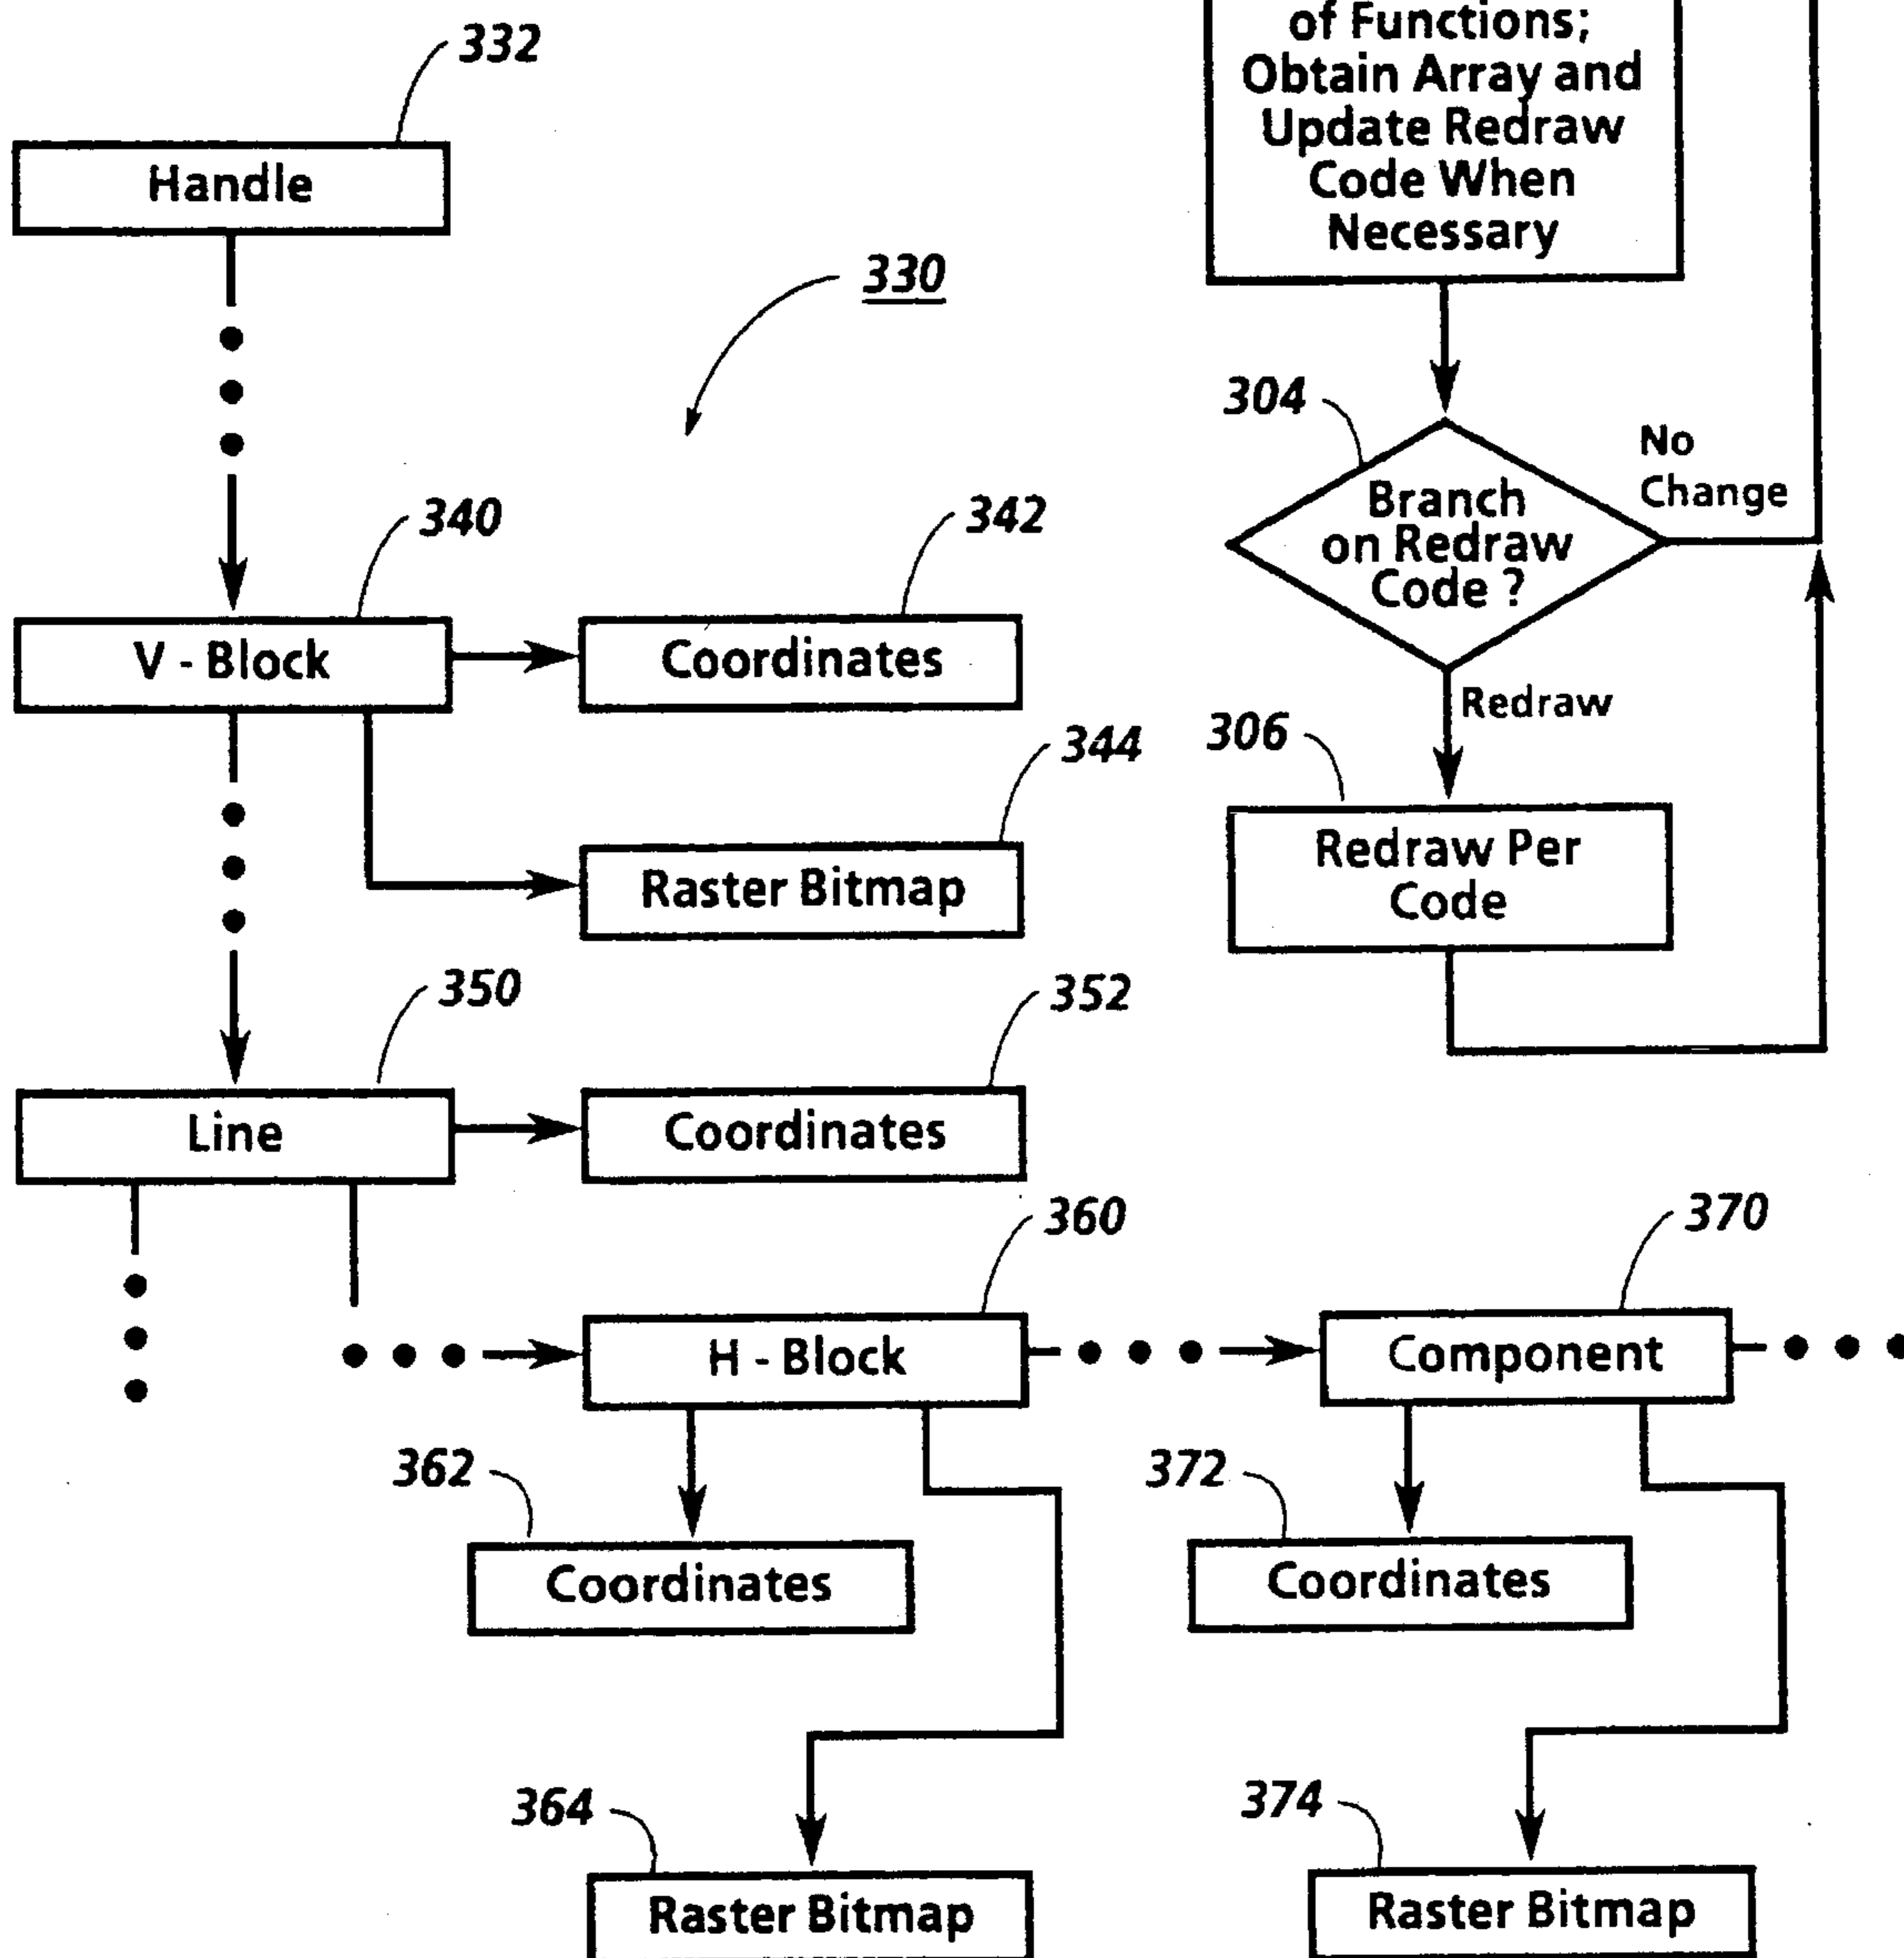 332
Handle
330
340
V - Block
342
Coordinates
344
Raster Bitmap
350
Line
352
Coordinates
360
H - Block
370
Component
362
Coordinates
372
Coordinates
364
Raster Bitmap
374
Raster Bitmap
of Functions;
Obtain Array and
Update Redraw
Code When
Necessary
304
Branch
on Redraw
Code ?
No
Change
Redraw
306
Redraw Per
Code